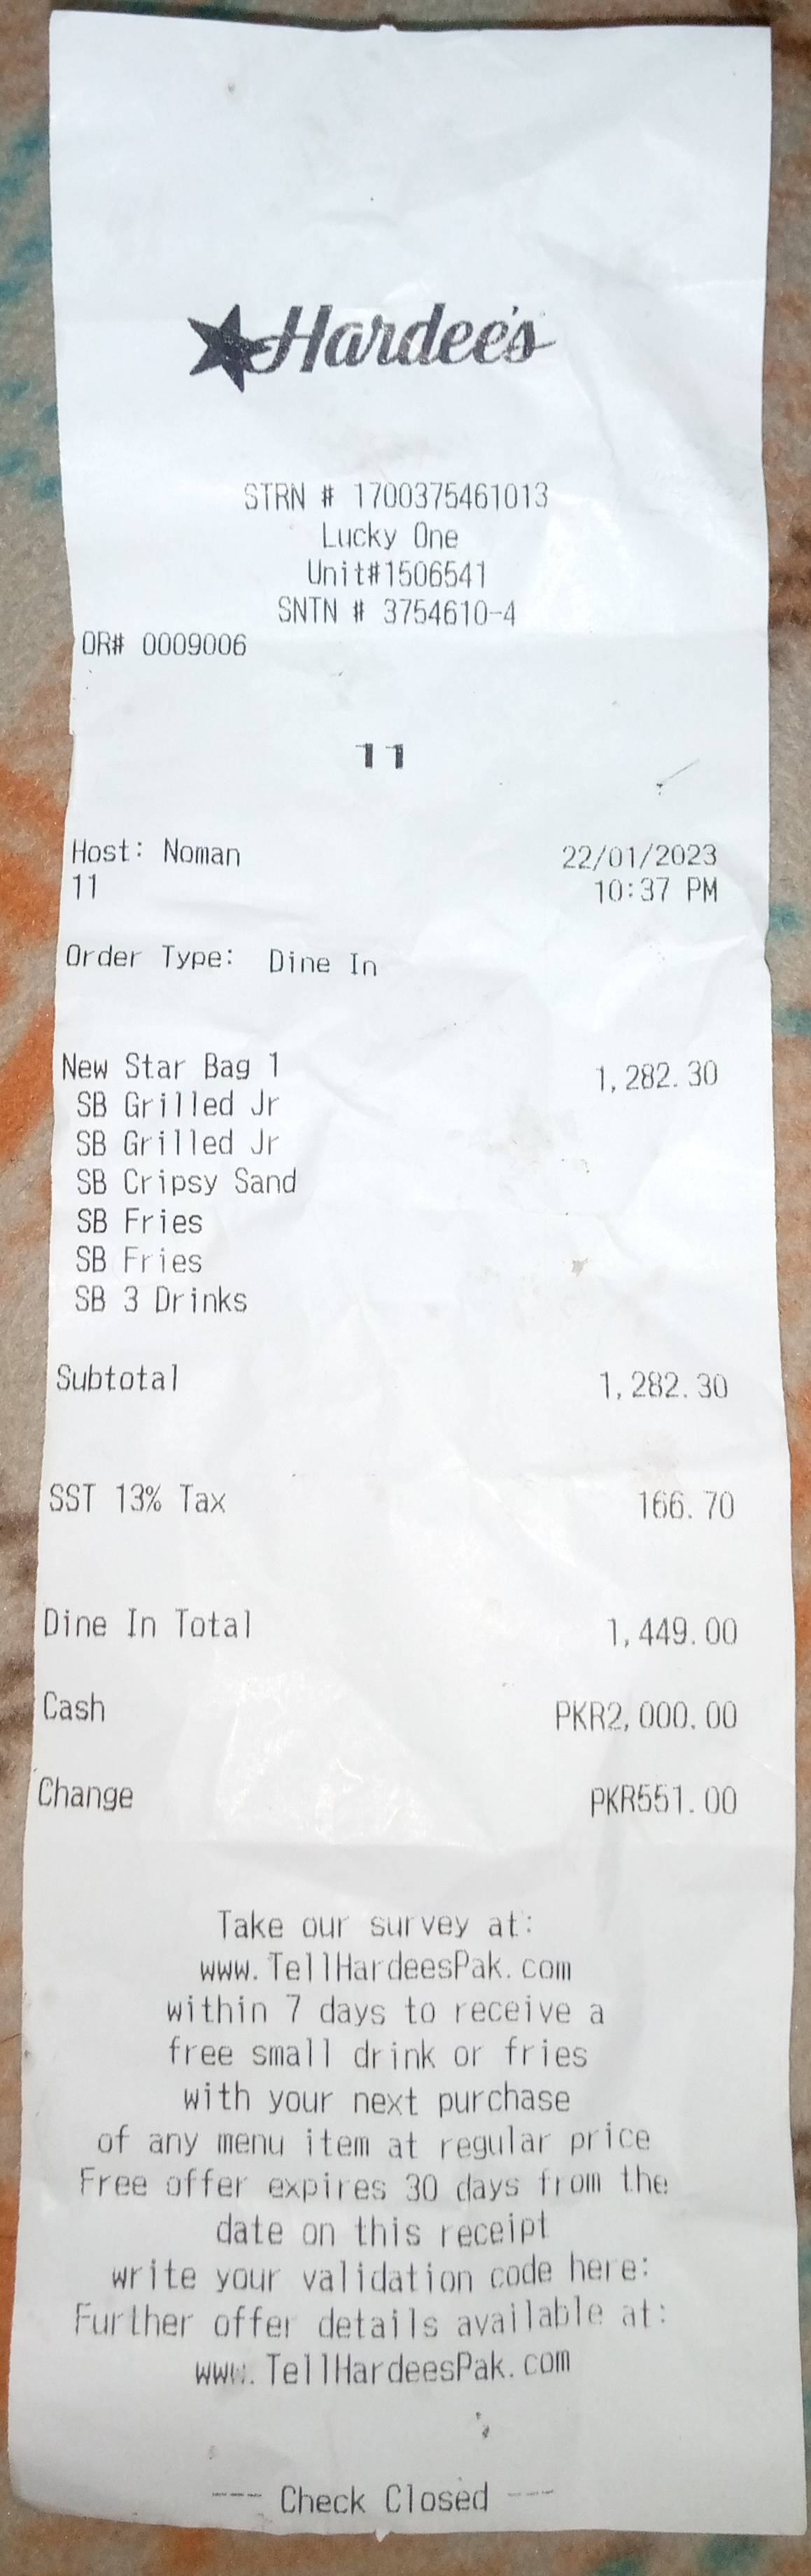 Hardee's
STRN # 1700375461013
Lucky One
Unit#1506541
SNTN # 3754610-4
OR# 0009006
11
Host: Noman 22/01/2023
11 10:37 PM
Order Type: Dine In
New Star Bag 1 1,282.30
SB Grilled Jr
SB Grilled Jr
SB Cripsy Sand
SB Fries
SB Fries
SB 3 Drinks
Subtotal 1,282.30
SST 13% Tax 166.70
Dine In Total 1,449.00
Cash PKR2,000.00
Change PKR551.00
Take our survey at:
www.TellHardeesPak.com
within 7 days to receive a
free small drink or fries
with your next purchase
of any menu item at regular price
Free offer expires 30 days from the
date on this receipt
write your validation code here:
Further offer details available at:
www.TellHardeesPak.com
--- Check Closed ---